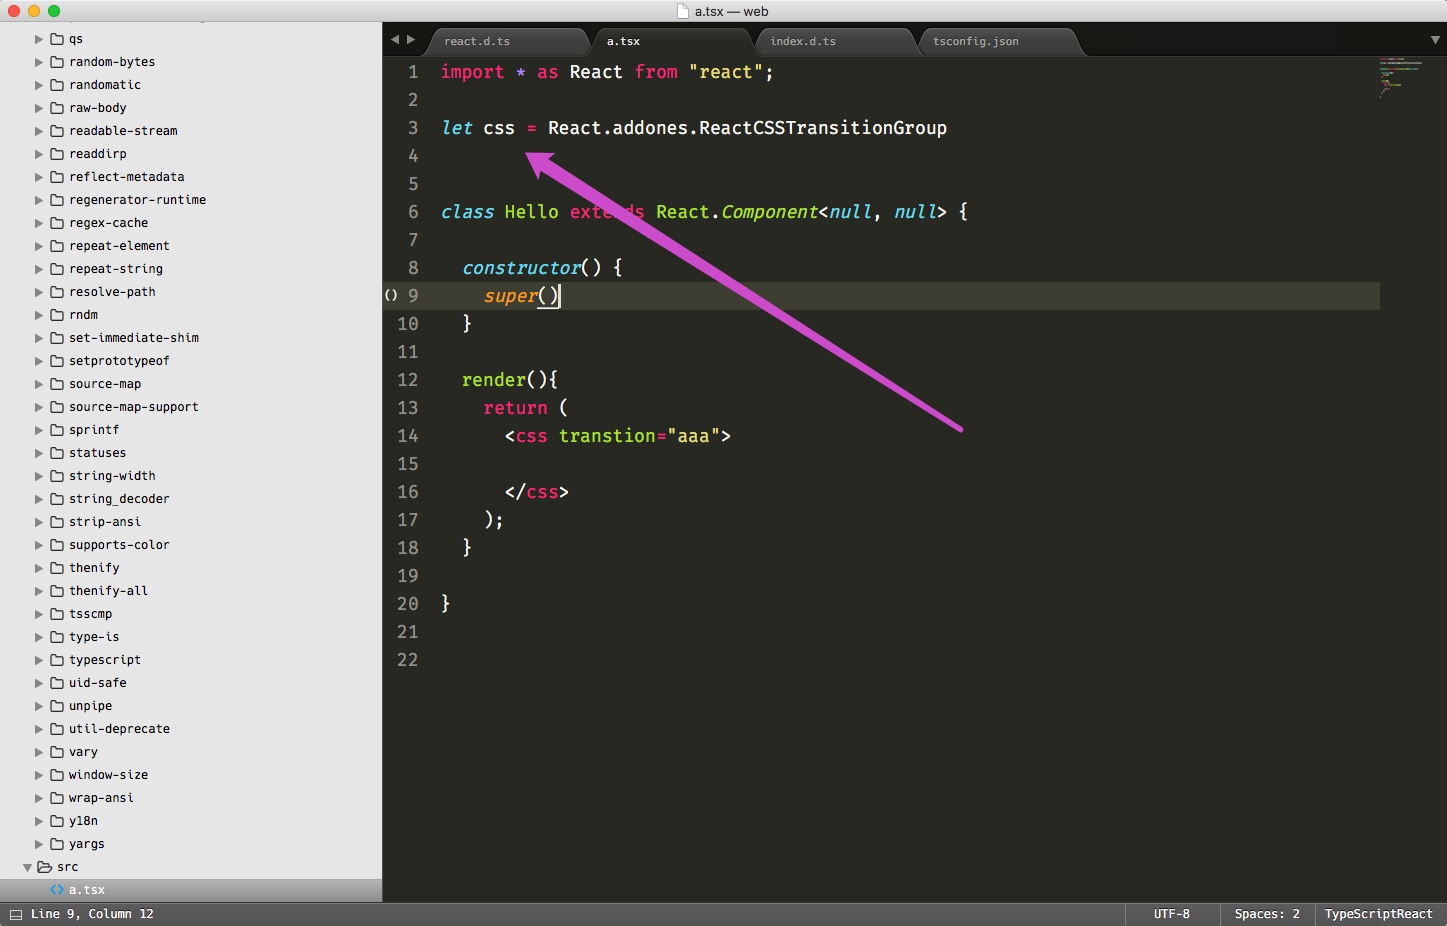 a.tsx — web
qs
random-bytes
randomatic
raw-body
readable-stream
readdirp
reflect-metadata
regenerator-runtime
regex-cache
repeat-element
repeat-string
resolve-path
rndm
set-immediate-shim
setprototypeof
source-map
source-map-support
sprintf
statuses
string-width
string_decoder
strip-ansi
supports-color
thenify
thenify-all
tsscmp
type-is
typescript
uid-safe
unpipe
util-deprecate
vary
window-size
wrap-ansi
y18n
yargs
src
<> a.tsx
react.d.ts
a.tsx
index.d.ts
tsconfig.json
1 import * as React from "react";
2
3 let css = React.addones.ReactCSSTransitionGroup
4
5
6 class Hello extends React.Component<null, null> {
7
8 constructor() {
() 9 super()
10 }
11
12 render(){
13 return (
14 <css transtion="aaa">
15
16 </css>
17 );
18 }
19
20 }
21
22
Line 9, Column 12
UTF-8
Spaces: 2
TypeScriptReact